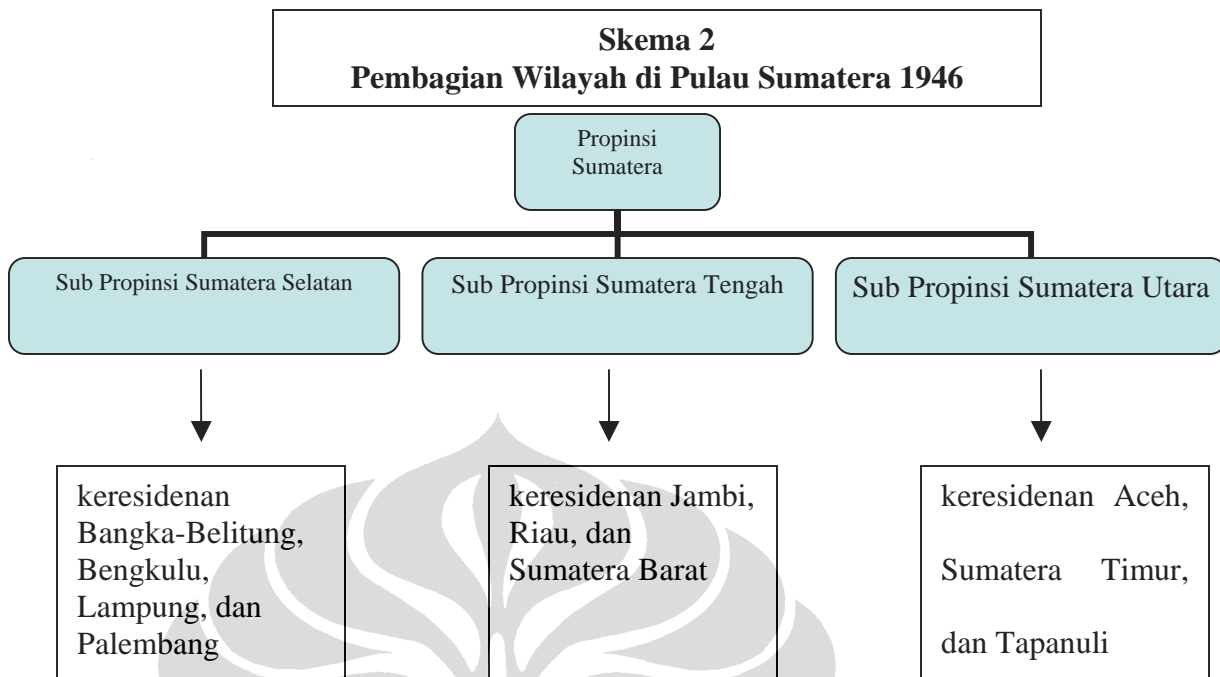 Skema 2
Pembagian Wilayah di Pulau Sumatera 1946
Propinsi
Sumatera
Sub Propinsi Sumatera Selatan
Sub Propinsi Sumatera Tengah
Sub Propinsi Sumatera Utara
keresidenan
Bangka-Belitung,
Bengkulu,
Lampung, dan
Palembang
keresidenan Jambi,
Riau, dan
Sumatera Barat
keresidenan Aceh,
Sumatera Timur,
dan Tapanuli